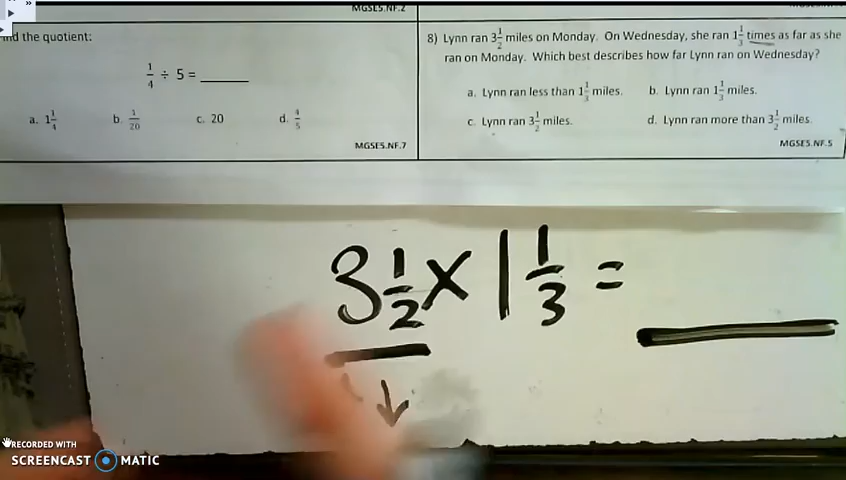 MGSE5.NF.2
nd the quotient:
1/4 ÷ 5 = ______
a. 1 1/4 b. 1/20 c. 20 d. 4/5
MGSE5.NF.7
8) Lynn ran 3 1/2 miles on Monday. On Wednesday, she ran 1 1/3 times as far as she
ran on Monday. Which best describes how far Lynn ran on Wednesday?
a. Lynn ran less than 1 1/3 miles. b. Lynn ran 1 1/3 miles.
c. Lynn ran 3 1/2 miles. d. Lynn ran more than 3 1/2 miles.
MGSE5.NF.5
3 1/2 X 1 1/3 = ______
RECORDED WITH
SCREENCAST MATIC